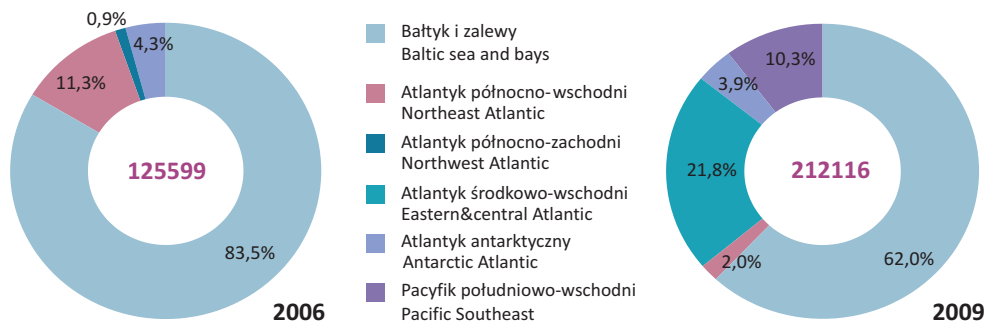 0,9%
4,3%
11,3%
125599
83,5%
2006
Bałtyk i zalewy
Baltic sea and bays
Atlantyk północno-wschodni
Northeast Atlantic
Atlantyk północno-zachodni
Northwest Atlantic
Atlantyk środkowo-wschodni
Eastern&central Atlantic
Atlantyk antarktyczny
Antarctic Atlantic
Pacyfik południowo-wschodni
Pacific Southeast
10,3%
3,9%
21,8%
212116
2,0%
62,0%
2009